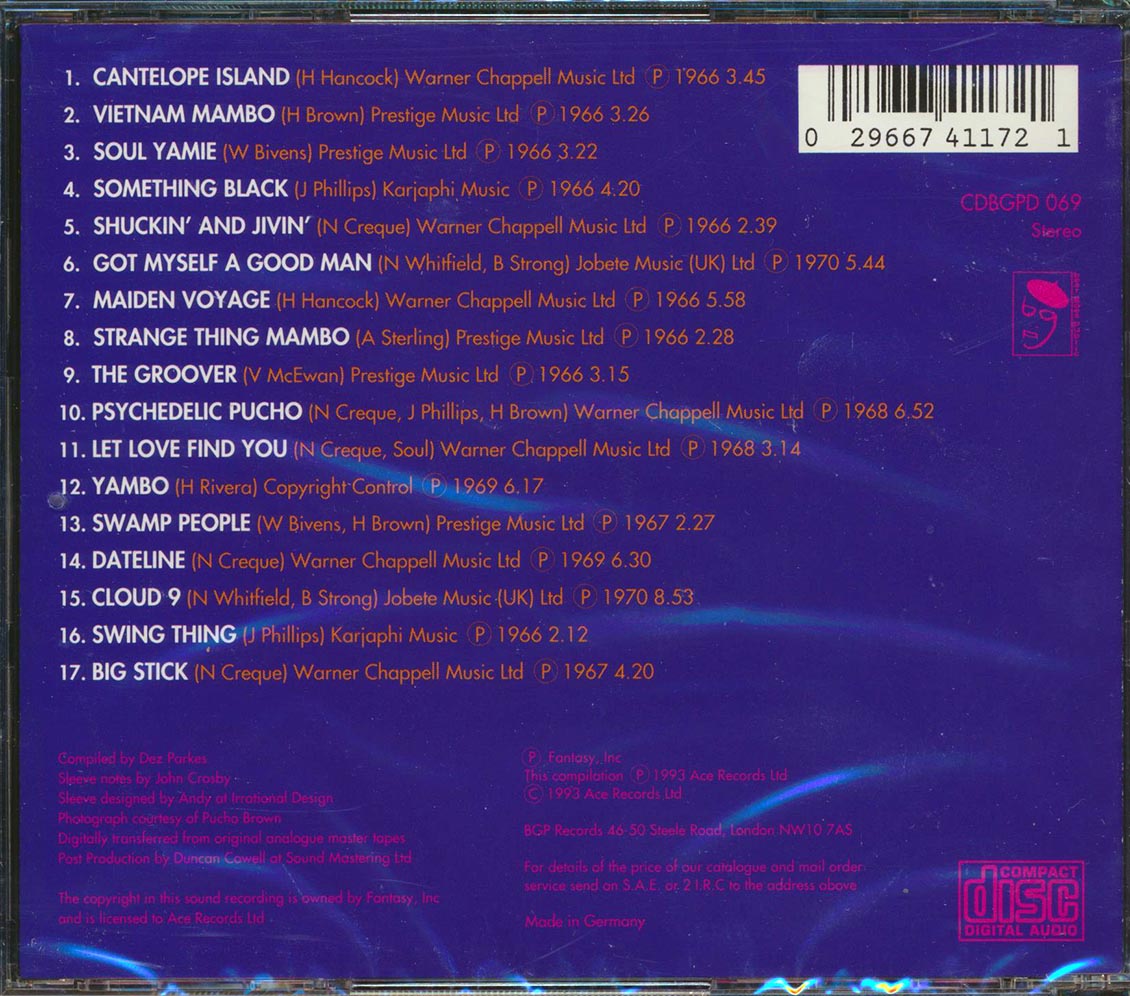 1. CANTELOPE ISLAND (H Hancock) Warner Chappell Music Ltd Ⓟ 1966 3.45
2. VIETNAM MAMBO (H Brown) Prestige Music Ltd Ⓟ 1966 3.26
3. SOUL YAMIE (W Bivens) Prestige Music Ltd Ⓟ 1966 3.22
4. SOMETHING BLACK (J Phillips) Karjaphi Music Ⓟ 1966 4.20
5. SHUCKIN' AND JIVIN' (N Creque) Warner Chappell Music Ltd Ⓟ 1966 2.39
6. GOT MYSELF A GOOD MAN (N Whitfield, B Strong) Jobete Music (UK) Ltd Ⓟ 1970 5.44
7. MAIDEN VOYAGE (H Hancock) Warner Chappell Music Ltd Ⓟ 1966 5.58
8. STRANGE THING MAMBO (A Sterling) Prestige Music Ltd Ⓟ 1966 2.28
9. THE GROOVER (V McEwan) Prestige Music Ltd Ⓟ 1966 3.15
10. PSYCHEDELIC PUCHO (N Creque, J Phillips, H Brown) Warner Chappell Music Ltd Ⓟ 1968 6.52
11. LET LOVE FIND YOU (N Creque, Soul) Warner Chappell Music Ltd Ⓟ 1968 3.14
12. YAMBO (H Rivera) Copyright Control Ⓟ 1969 6.17
13. SWAMP PEOPLE (W Bivens, H Brown) Prestige Music Ltd Ⓟ 1967 2.27
14. DATELINE (N Creque) Warner Chappell Music Ltd Ⓟ 1969 6.30
15. CLOUD 9 (N Whitfield, B Strong) Jobete Music (UK) Ltd Ⓟ 1970 8.53
16. SWING THING (J Phillips) Karjaphi Music Ⓟ 1966 2.12
17. BIG STICK (N Creque) Warner Chappell Music Ltd Ⓟ 1967 4.20
0 29667 41172 1
CDBGPD 069
Stereo
Compiled by Dez Parkes
Sleeve notes by John Crosby
Sleeve designed by Andy at Irrational Design
Photograph courtesy of Pucho Brown
Digitally transferred from original analogue master tapes
Post Production by Duncan Cowell at Sound Mastering Ltd
The copyright in this sound recording is owned by Fantasy, Inc
and is licensed to Ace Records Ltd
Ⓟ Fantasy, Inc
This compilation Ⓟ 1993 Ace Records Ltd
© 1993 Ace Records Ltd
BGP Records 46-50 Steele Road, London NW10 7AS
For details of the price of our catalogue and mail order
service send an S.A.E. or 2 I.R.C to the address above
Made in Germany
COMPACT
disc
DIGITAL AUDIO